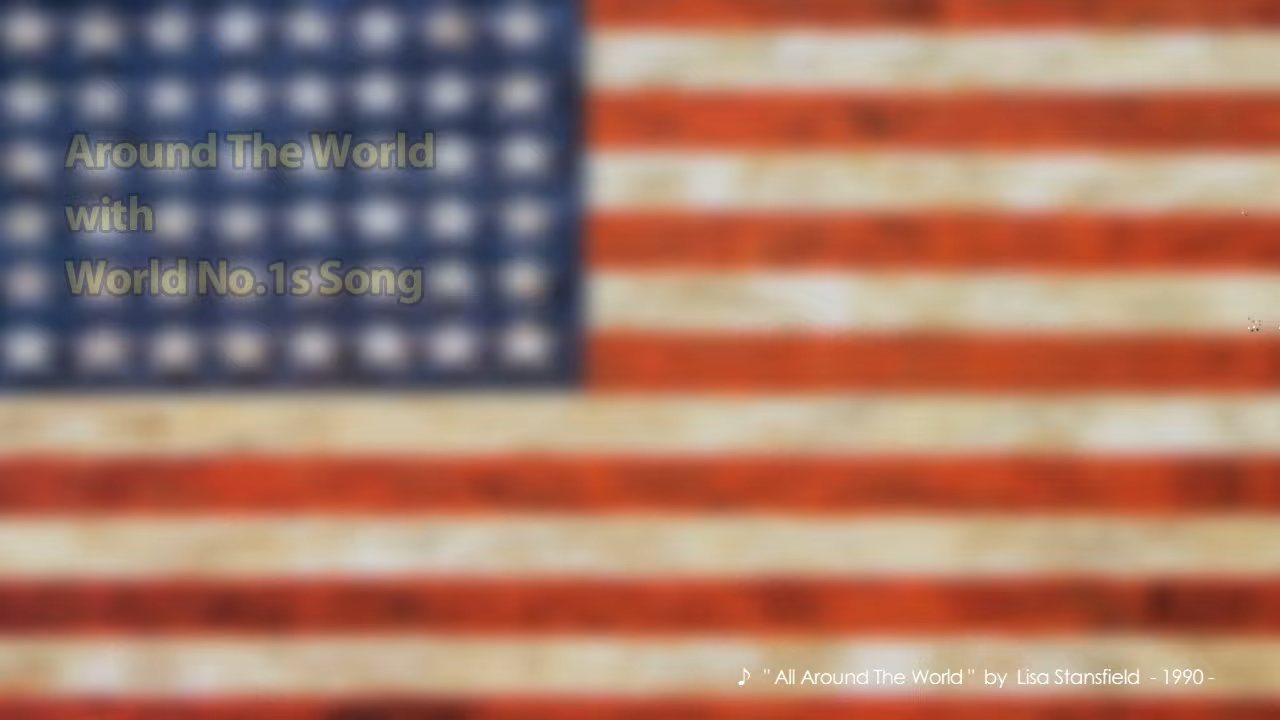 Around The World
with
World No.1s Song
♪ " All Around The World " by Lisa Stansfield - 1990 -